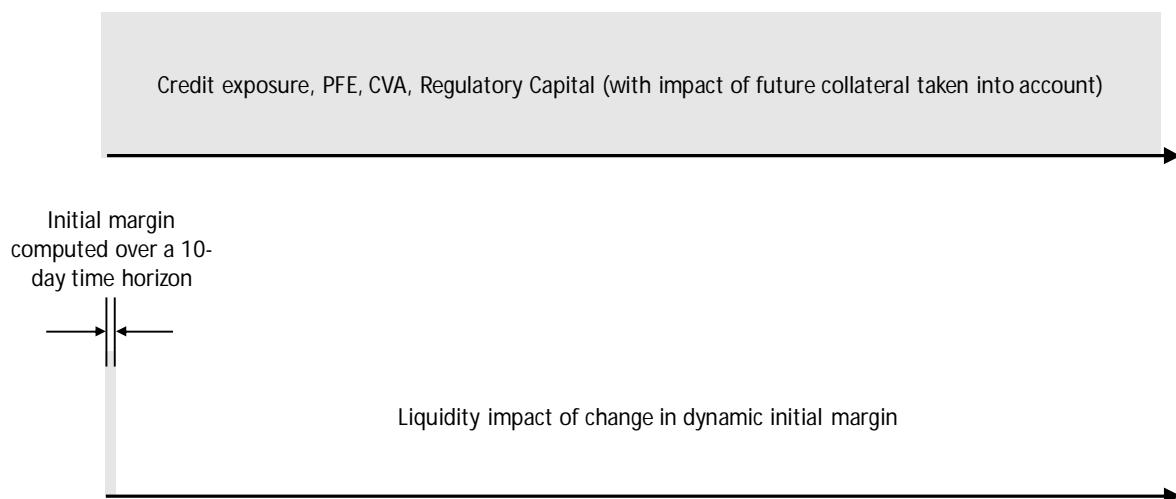 Credit exposure, PFE, CVA, Regulatory Capital (with impact of future collateral taken into account)
Initial margin
computed over a 10-
day time horizon
Liquidity impact of change in dynamic initial margin